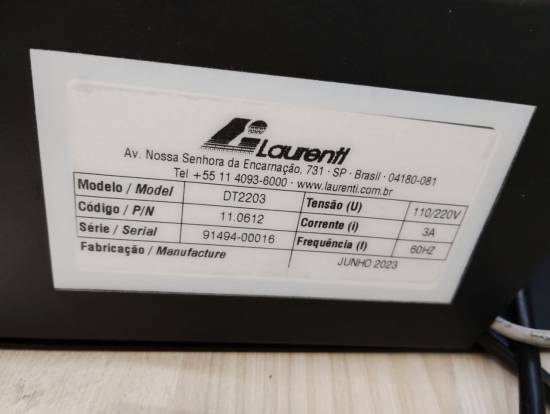 Laurenti
Av. Nossa Senhora da Encarnação, 731 · SP · Brasil · 04180-081
Tel +55 11 4093-6000 · www.laurenti.com.br
Modelo / Model DT2203 Tensão (U) 110/220V
Código / P/N 11.0612 Corrente (i) 3A
Série / Serial 91494-00016 Frequência (f) 60HZ
Fabricação / Manufacture JUNHO 2023